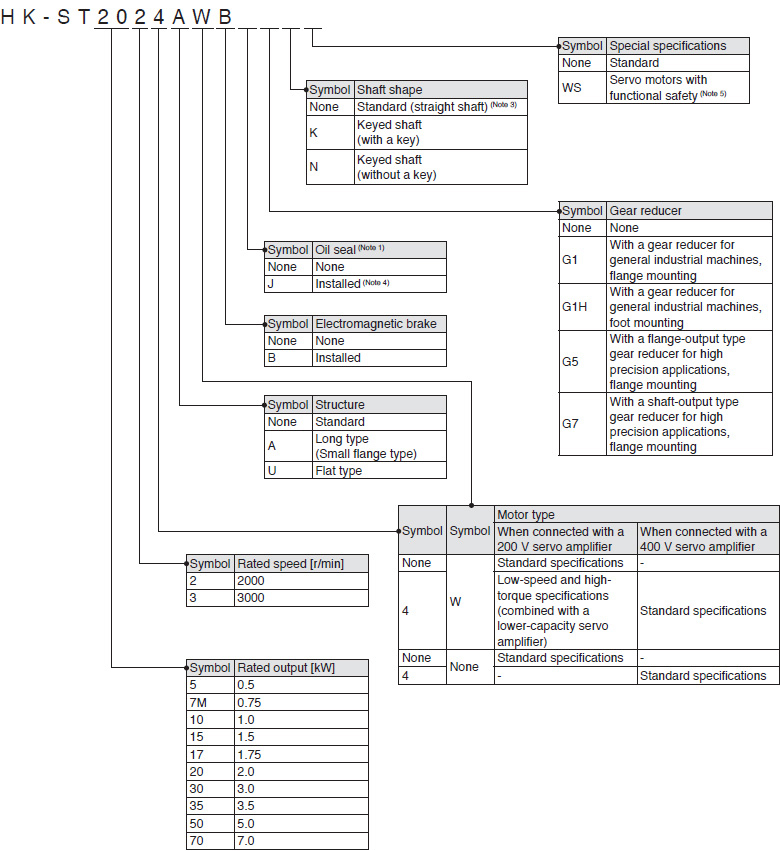 HK-ST2024AWB
Symbol Special specifications
None Standard
WS Servo motors with
functional safety (Note 5)
Symbol Shaft shape
None Standard (straight shaft) (Note 3)
K Keyed shaft
(with a key)
N Keyed shaft
(without a key)
Symbol Gear reducer
None None
G1 With a gear reducer for
general industrial machines,
flange mounting
G1H With a gear reducer for
general industrial machines,
foot mounting
G5 With a flange-output type
gear reducer for high
precision applications,
flange mounting
G7 With a shaft-output type
gear reducer for high
precision applications,
flange mounting
Symbol Oil seal (Note 1)
None None
J Installed (Note 4)
Symbol Electromagnetic brake
None None
B Installed
Symbol Structure
None Standard
A Long type
(Small flange type)
U Flat type
Symbol Symbol Motor type
When connected with a
200 V servo amplifier
When connected with a
400 V servo amplifier
None W Standard specifications -
4 Low-speed and high-
torque specifications
(combined with a
lower-capacity servo
amplifier)
Standard specifications
None None Standard specifications -
4 - Standard specifications
Symbol Rated speed [r/min]
2 2000
3 3000
Symbol Rated output [kW]
5 0.5
7M 0.75
10 1.0
15 1.5
17 1.75
20 2.0
30 3.0
35 3.5
50 5.0
70 7.0